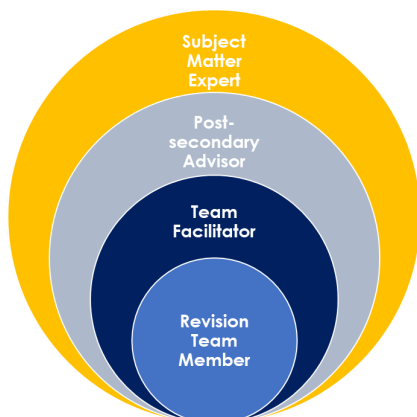 Subject
Matter
Expert
Post-
secondary
Advisor
Team
Facilitator
Revision
Team
Member